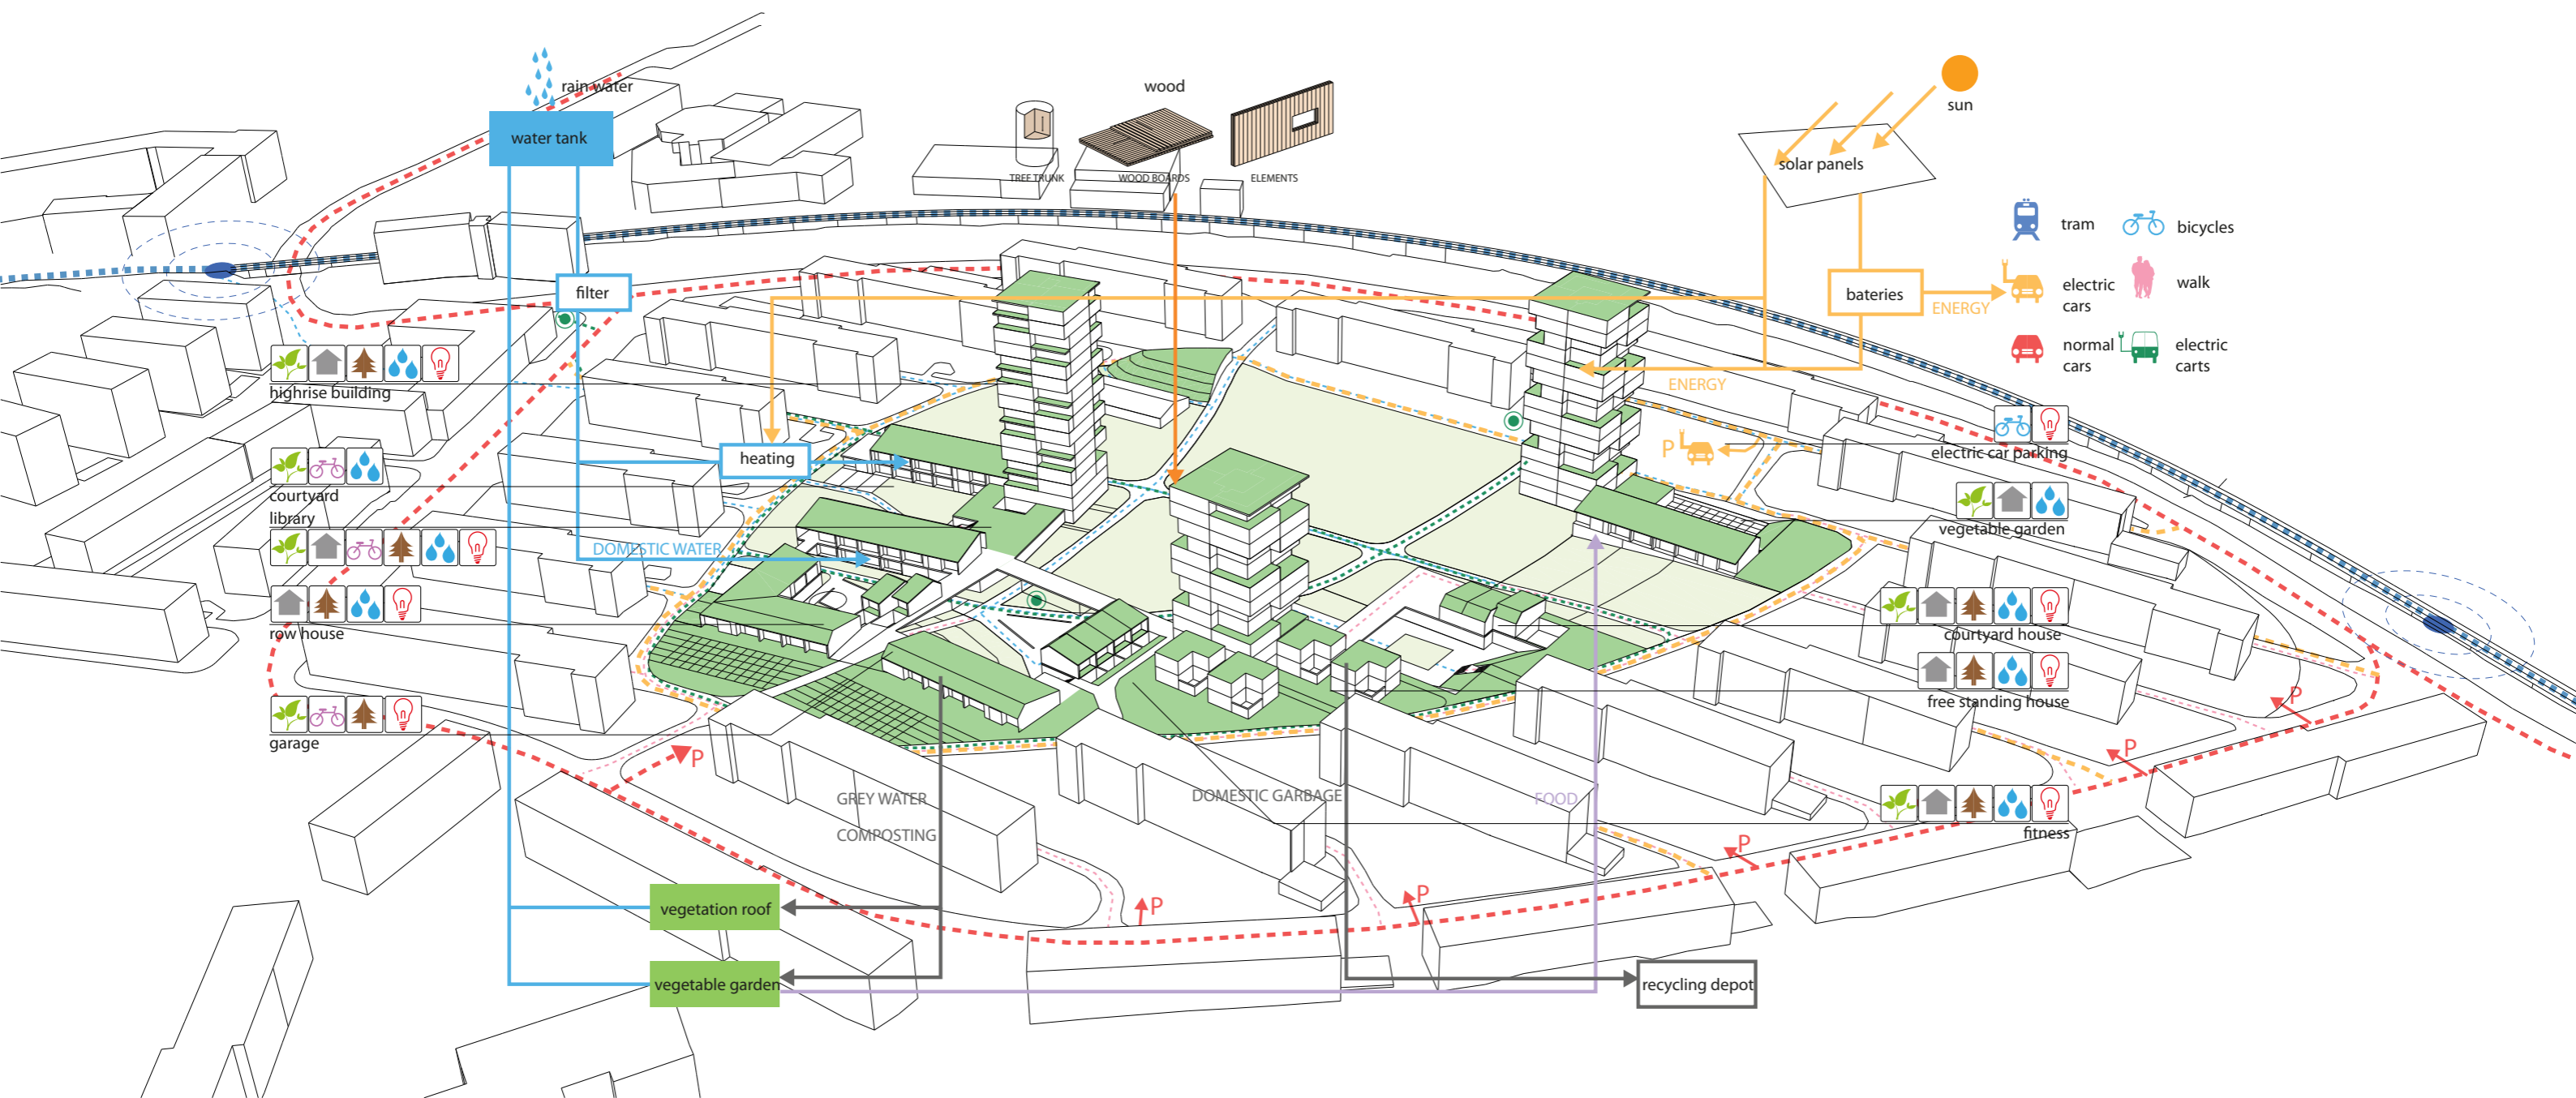 rain water
water tank
wood
TREE TRUNK
WOOD BOARDS
ELEMENTS
sun
solar panels
tram
bicycles
electric
cars
walk
normal
cars
electric
carts
filter
bateries
ENERGY
ENERGY
highrise building
heating
P
electric car parking
courtyard
library
vegetable garden
DOMESTIC WATER
row house
courtyard house
free standing house
garage
P
P
P
GREY WATER
COMPOSTING
DOMESTIC GARBAGE
FOOD
fitness
P
P
P
vegetation roof
vegetable garden
recycling depot